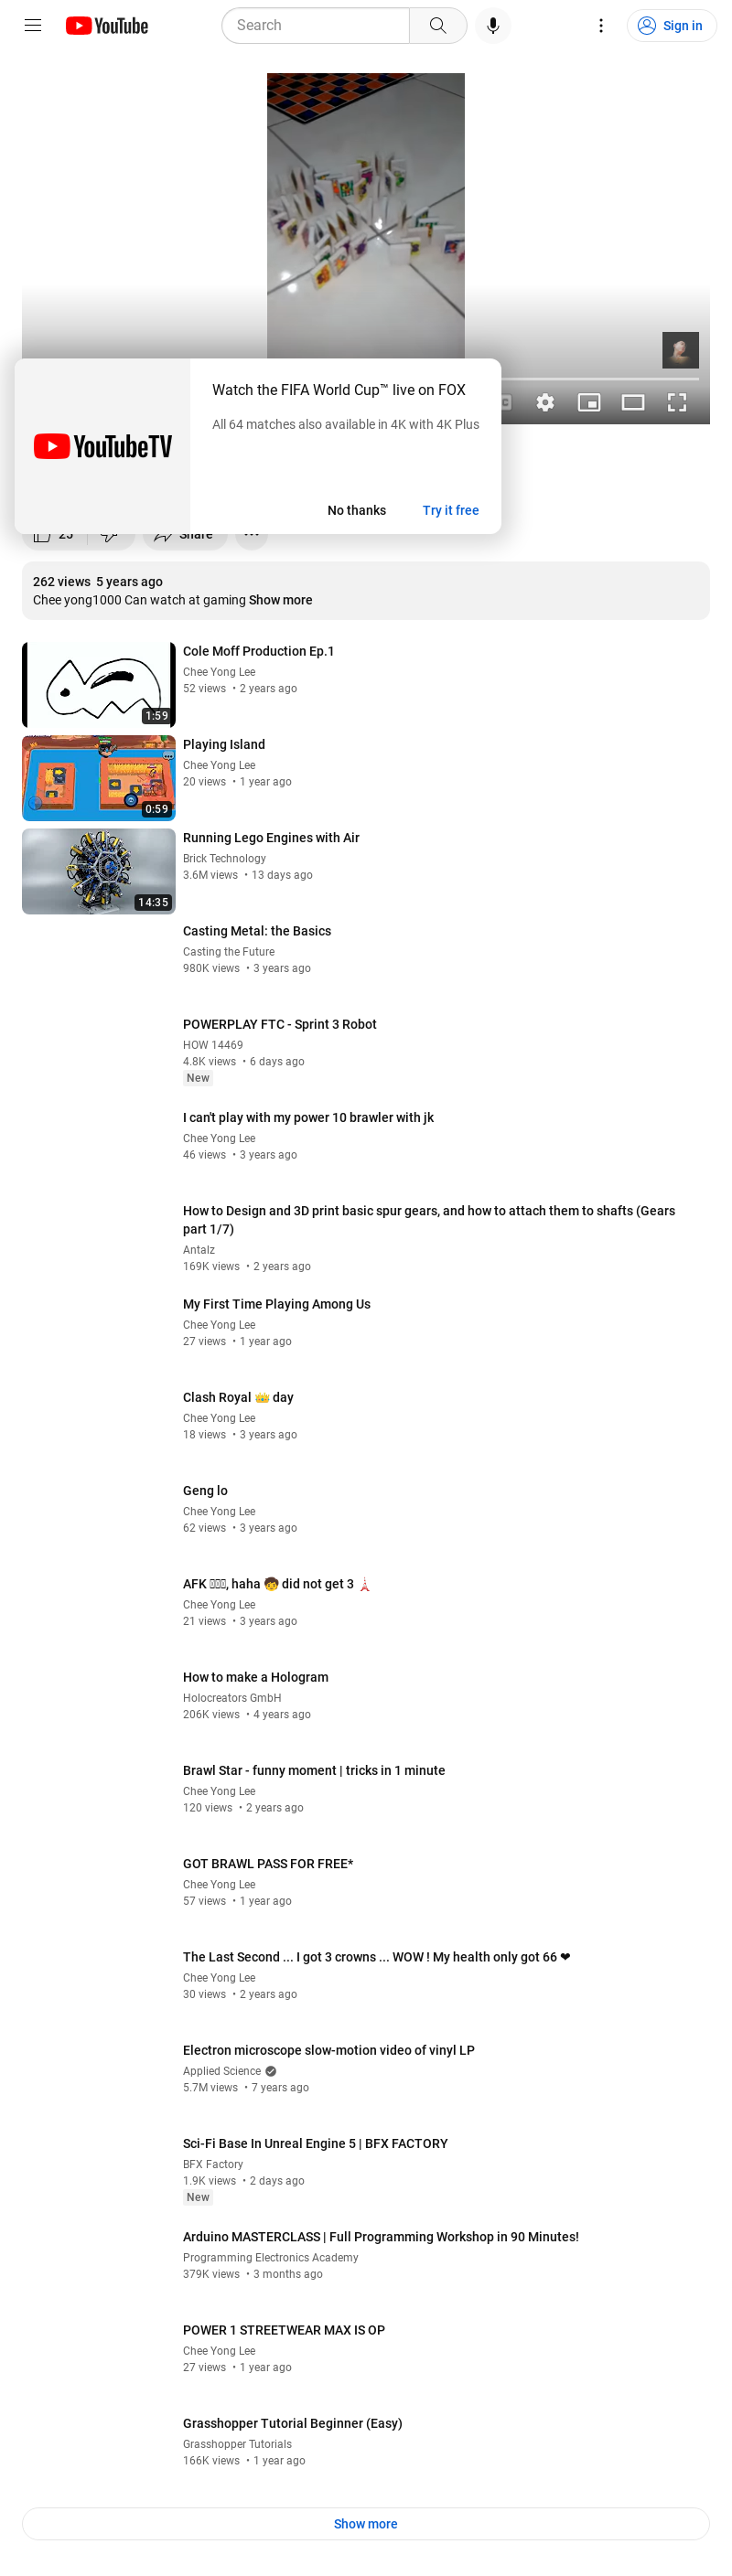 YouTube
Search
Sign in
Watch the FIFA World Cup™ live on FOX
All 64 matches also available in 4K with 4K Plus
YouTubeTV
No thanks
Try it free
25
Share
262 views 5 years ago
Chee yong1000 Can watch at gaming Show more
Cole Moff Production Ep.1
Chee Yong Lee
52 views • 2 years ago
1:59
Playing Island
Chee Yong Lee
20 views • 1 year ago
0:59
Running Lego Engines with Air
Brick Technology
3.6M views • 13 days ago
14:35
Casting Metal: the Basics
Casting the Future
980K views • 3 years ago
POWERPLAY FTC - Sprint 3 Robot
HOW 14469
4.8K views • 6 days ago
New
I can't play with my power 10 brawler with jk
Chee Yong Lee
46 views • 3 years ago
How to Design and 3D print basic spur gears, and how to attach them to shafts (Gears
part 1/7)
Antalz
169K views • 2 years ago
My First Time Playing Among Us
Chee Yong Lee
27 views • 1 year ago
Clash Royal 👑 day
Chee Yong Lee
18 views • 3 years ago
Geng lo
Chee Yong Lee
62 views • 3 years ago
AFK , haha 🧒 did not get 3 🗼
Chee Yong Lee
21 views • 3 years ago
How to make a Hologram
Holocreators GmbH
206K views • 4 years ago
Brawl Star - funny moment | tricks in 1 minute
Chee Yong Lee
120 views • 2 years ago
GOT BRAWL PASS FOR FREE*
Chee Yong Lee
57 views • 1 year ago
The Last Second ... I got 3 crowns ... WOW ! My health only got 66 ❤
Chee Yong Lee
30 views • 2 years ago
Electron microscope slow-motion video of vinyl LP
Applied Science
5.7M views • 7 years ago
Sci-Fi Base In Unreal Engine 5 | BFX FACTORY
BFX Factory
1.9K views • 2 days ago
New
Arduino MASTERCLASS | Full Programming Workshop in 90 Minutes!
Programming Electronics Academy
379K views • 3 months ago
POWER 1 STREETWEAR MAX IS OP
Chee Yong Lee
27 views • 1 year ago
Grasshopper Tutorial Beginner (Easy)
Grasshopper Tutorials
166K views • 1 year ago
Show more